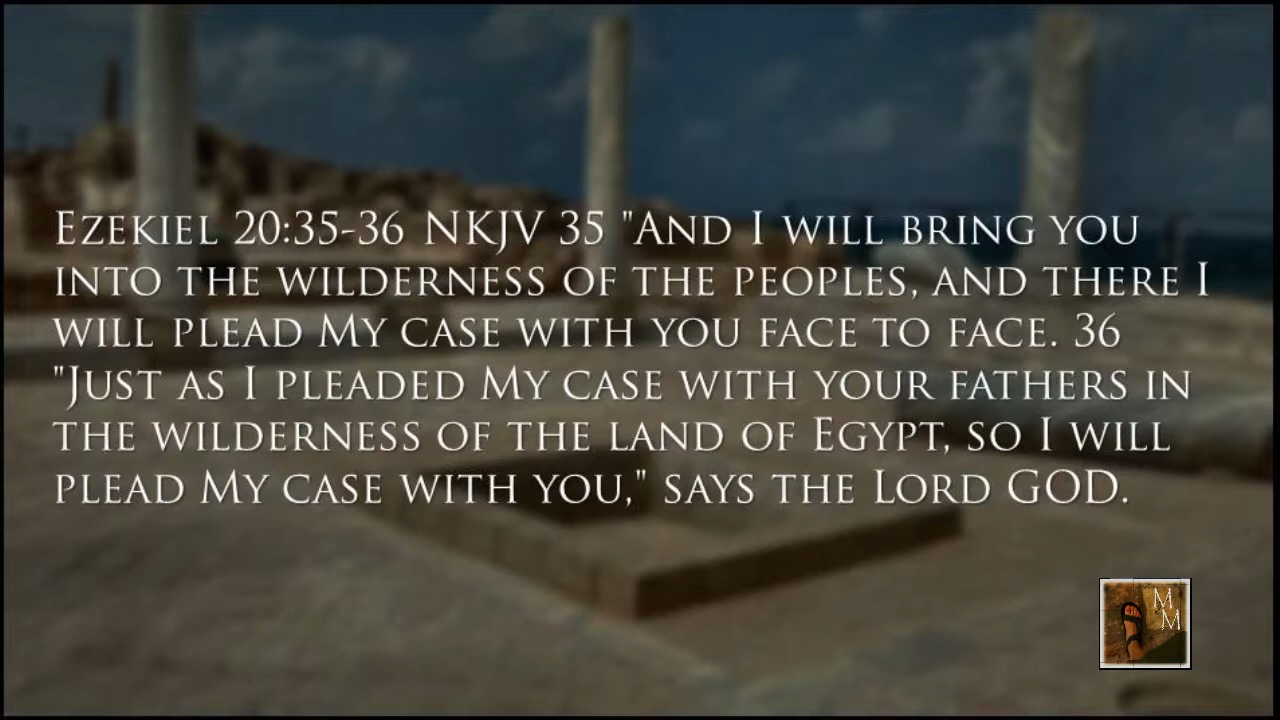 Ezekiel 20:35-36 NKJV 35 "And I will bring you
into the wilderness of the peoples, and there I
will plead My case with you face to face. 36
"Just as I pleaded My case with your fathers in
the wilderness of the land of Egypt, so I will
plead My case with you," says the Lord GOD.
M
M